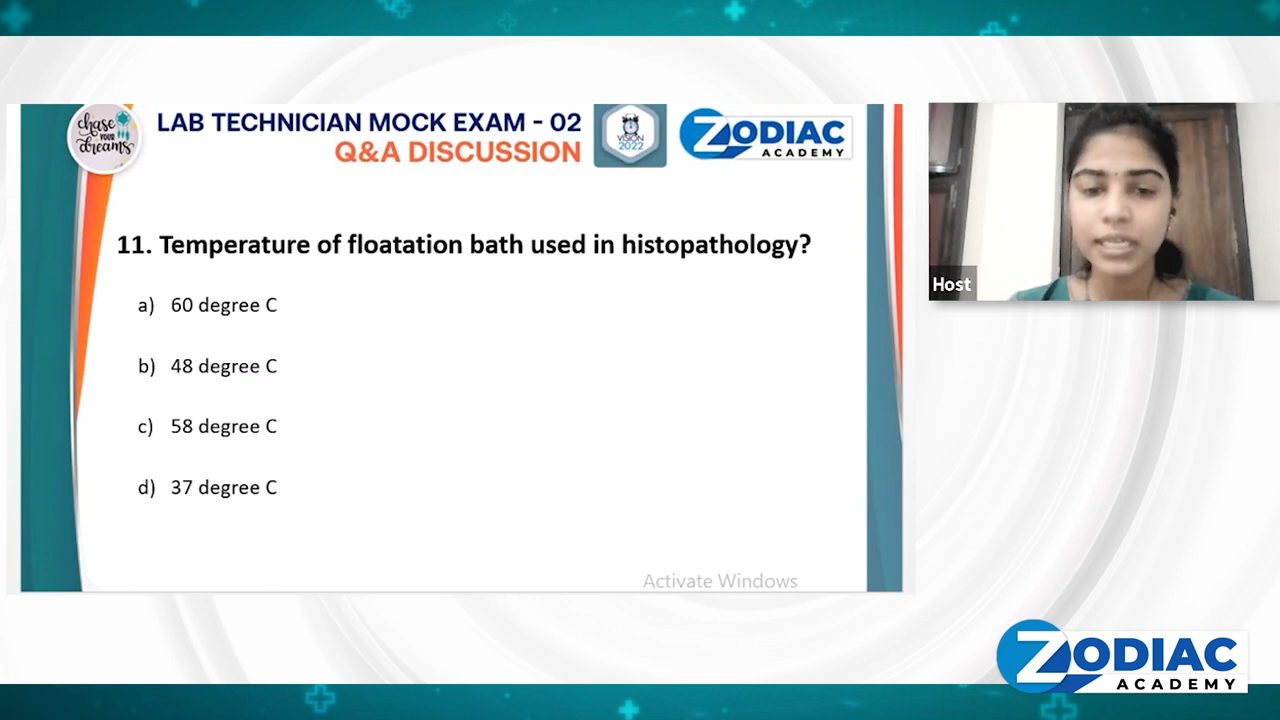 chase
YOUR
dreams
LAB TECHNICIAN MOCK EXAM - 02
Q&A DISCUSSION
VISION
2022
ZODIAC
ACADEMY
11. Temperature of floatation bath used in histopathology?
a) 60 degree C
b) 48 degree C
c) 58 degree C
d) 37 degree C
Activate Windows
Host
ZODIAC
ACADEMY